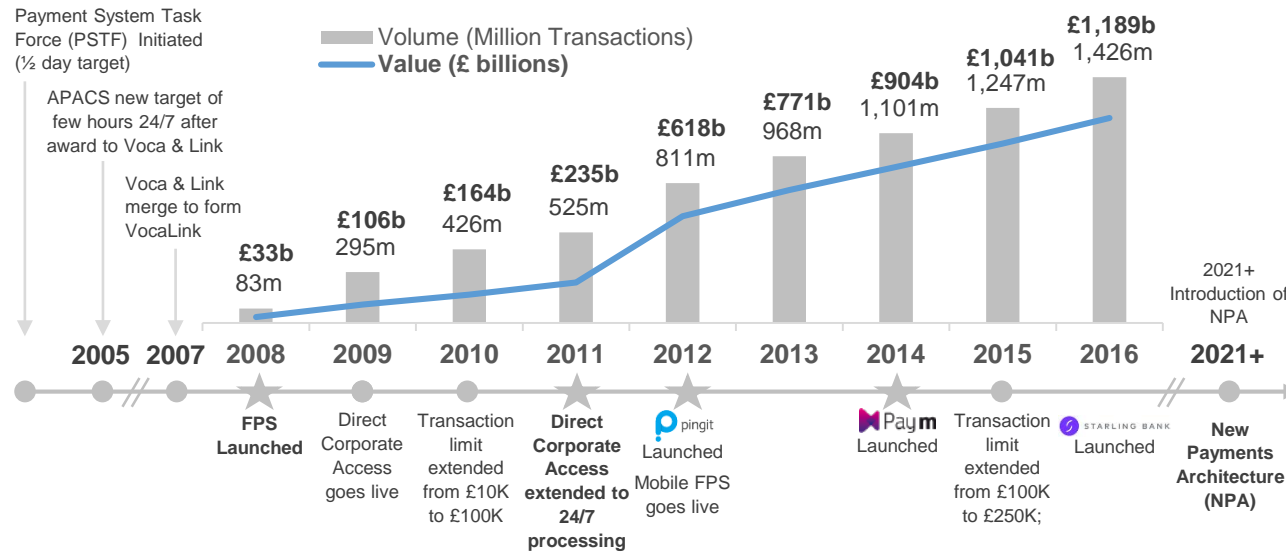 Payment System Task
Force (PSTF) Initiated
(½ day target)
APACS new target of
few hours 24/7 after
award to Voca & Link
Voca & Link
merge to form
VocaLink
Volume (Million Transactions)
Value (£ billions)
£33b
83m
£106b
295m
£164b
426m
£235b
525m
£618b
811m
£771b
968m
£904b
1,101m
£1,041b
1,247m
£1,189b
1,426m
2021+
Introduction of
NPA
2005
2007
2008
2009
2010
2011
2012
2013
2014
2015
2016
2021+
FPS
Launched
Direct
Corporate
Access
goes live
Transaction
limit
extended
from £10K
to £100K
Direct
Corporate
Access
extended to
24/7
processing
pingit
Launched
Mobile FPS
goes live
Paym
Launched
Transaction
limit
extended
from £100K
to £250K;
STARLING BANK
Launched
New
Payments
Architecture
(NPA)